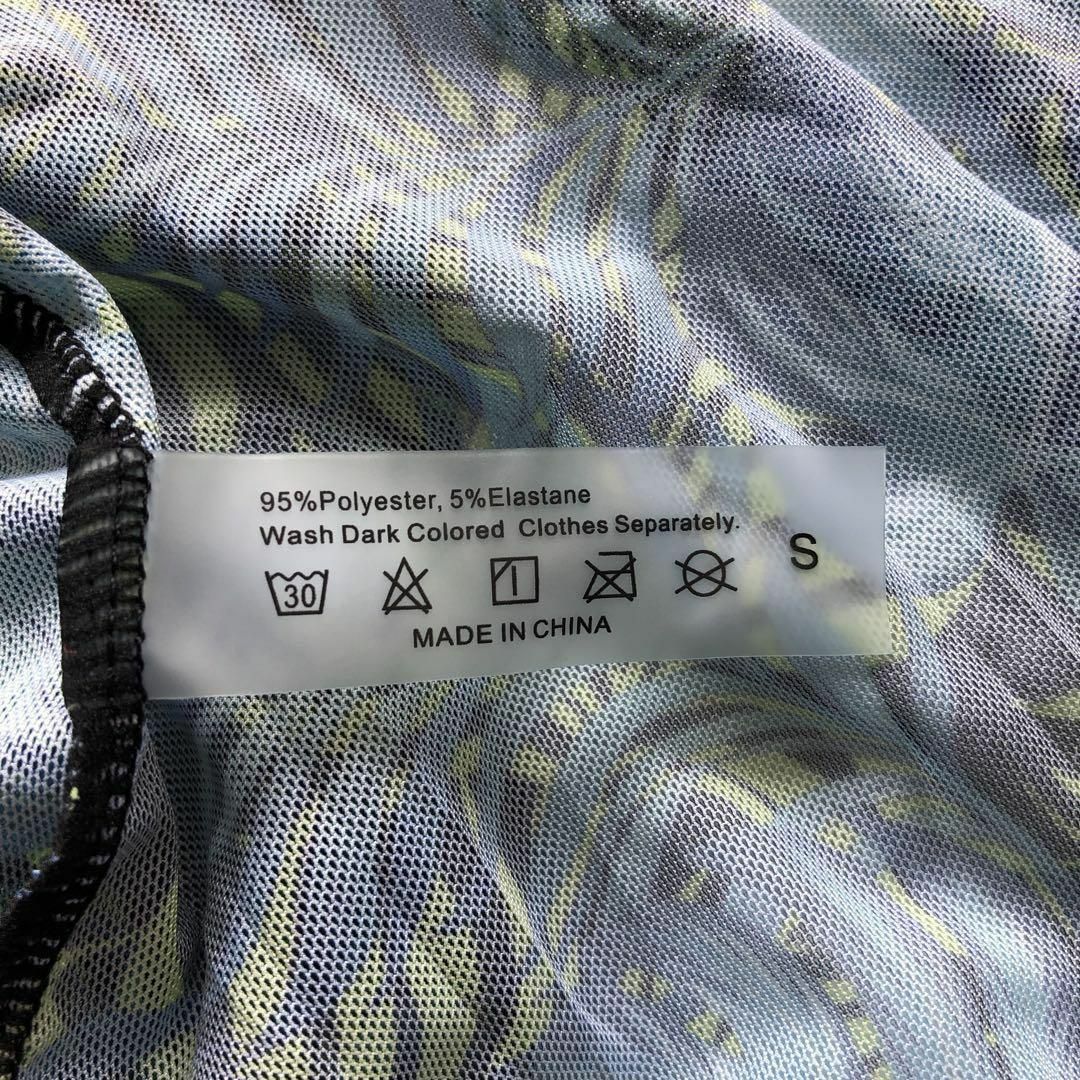 95%Polyester, 5%Elastane
Wash Dark Colored Clothes Separately.
30
S
MADE IN CHINA